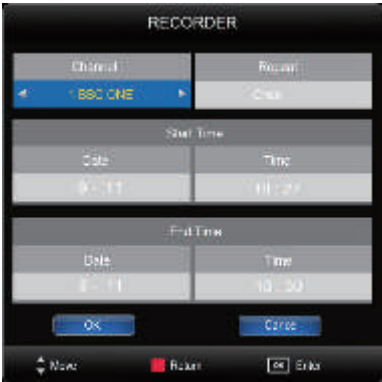 RECORDER
Channel Repeat
1 BBC ONE Once
Start Time
Date Time
End Time
Date Time
OK Cancel
Move Return OK Enter